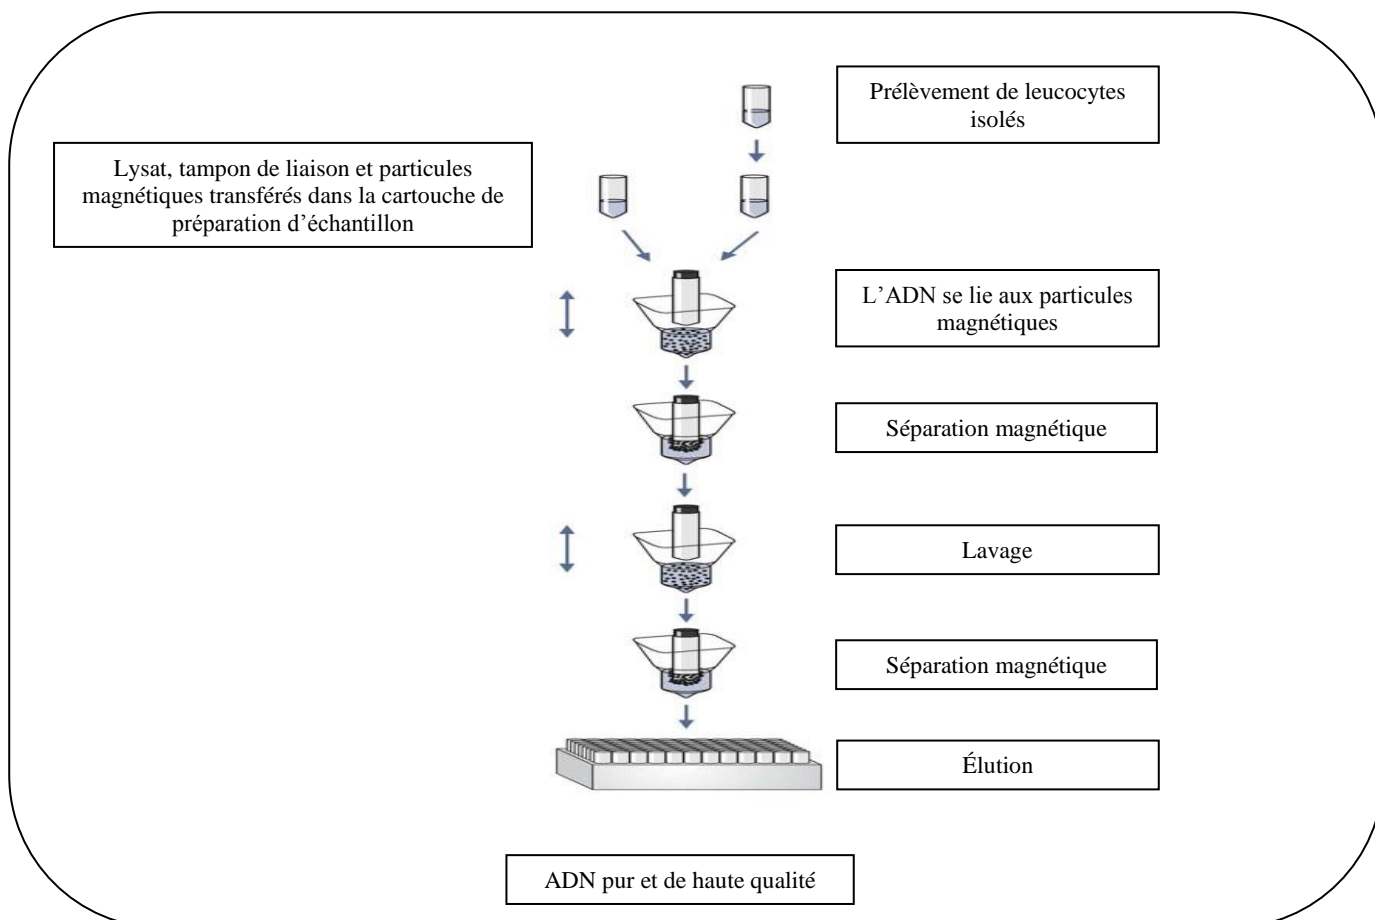 Prélèvement de leucocytes
isolés
Lysat, tampon de liaison et particules
magnétiques transférés dans la cartouche de
préparation d’échantillon
L’ADN se lie aux particules
magnétiques
Séparation magnétique
Lavage
Séparation magnétique
Élution
ADN pur et de haute qualité